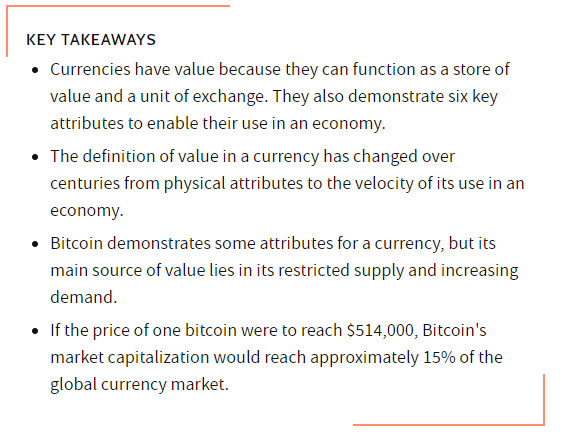 KEY TAKEAWAYS
• Currencies have value because they can function as a store of
value and a unit of exchange. They also demonstrate six key
attributes to enable their use in an economy.
• The definition of value in a currency has changed over
centuries from physical attributes to the velocity of its use in an
economy.
• Bitcoin demonstrates some attributes for a currency, but its
main source of value lies in its restricted supply and increasing
demand.
• If the price of one bitcoin were to reach $514,000, Bitcoin's
market capitalization would reach approximately 15% of the
global currency market.